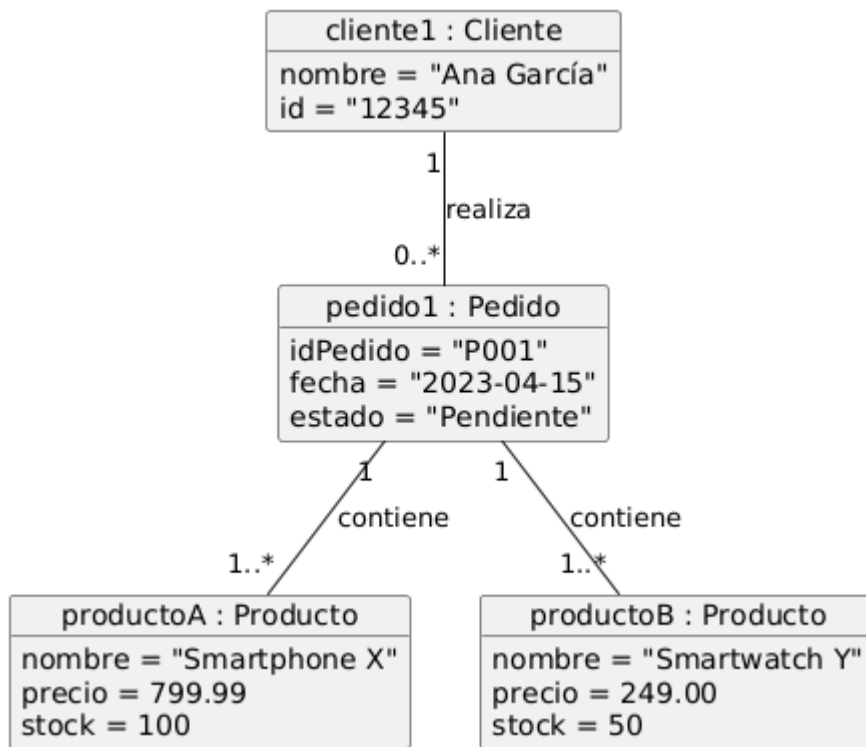 cliente1 : Cliente
nombre = "Ana García"
id = "12345"
1
realiza
0..*
pedido1 : Pedido
idPedido = "P001"
fecha = "2023-04-15"
estado = "Pendiente"
1
1
contiene
contiene
1..*
1..*
productoA : Producto
nombre = "Smartphone X"
precio = 799.99
stock = 100
productoB : Producto
nombre = "Smartwatch Y"
precio = 249.00
stock = 50